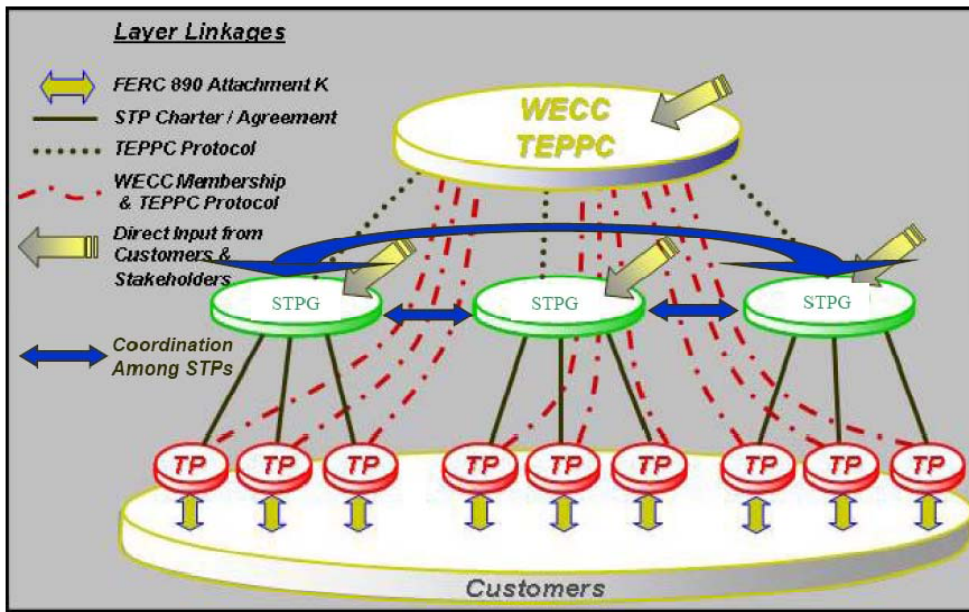 Layer Linkages
FERC 890 Attachment K
STP Charter / Agreement
TEPPC Protocol
WECC Membership
& TEPPC Protocol
Direct Input from
Customers &
Stakeholders
Coordination
Among STPs
WECC
TEPPC
STPG
STPG
STPG
TP
TP
TP
TP
TP
TP
TP
TP
TP
Customers